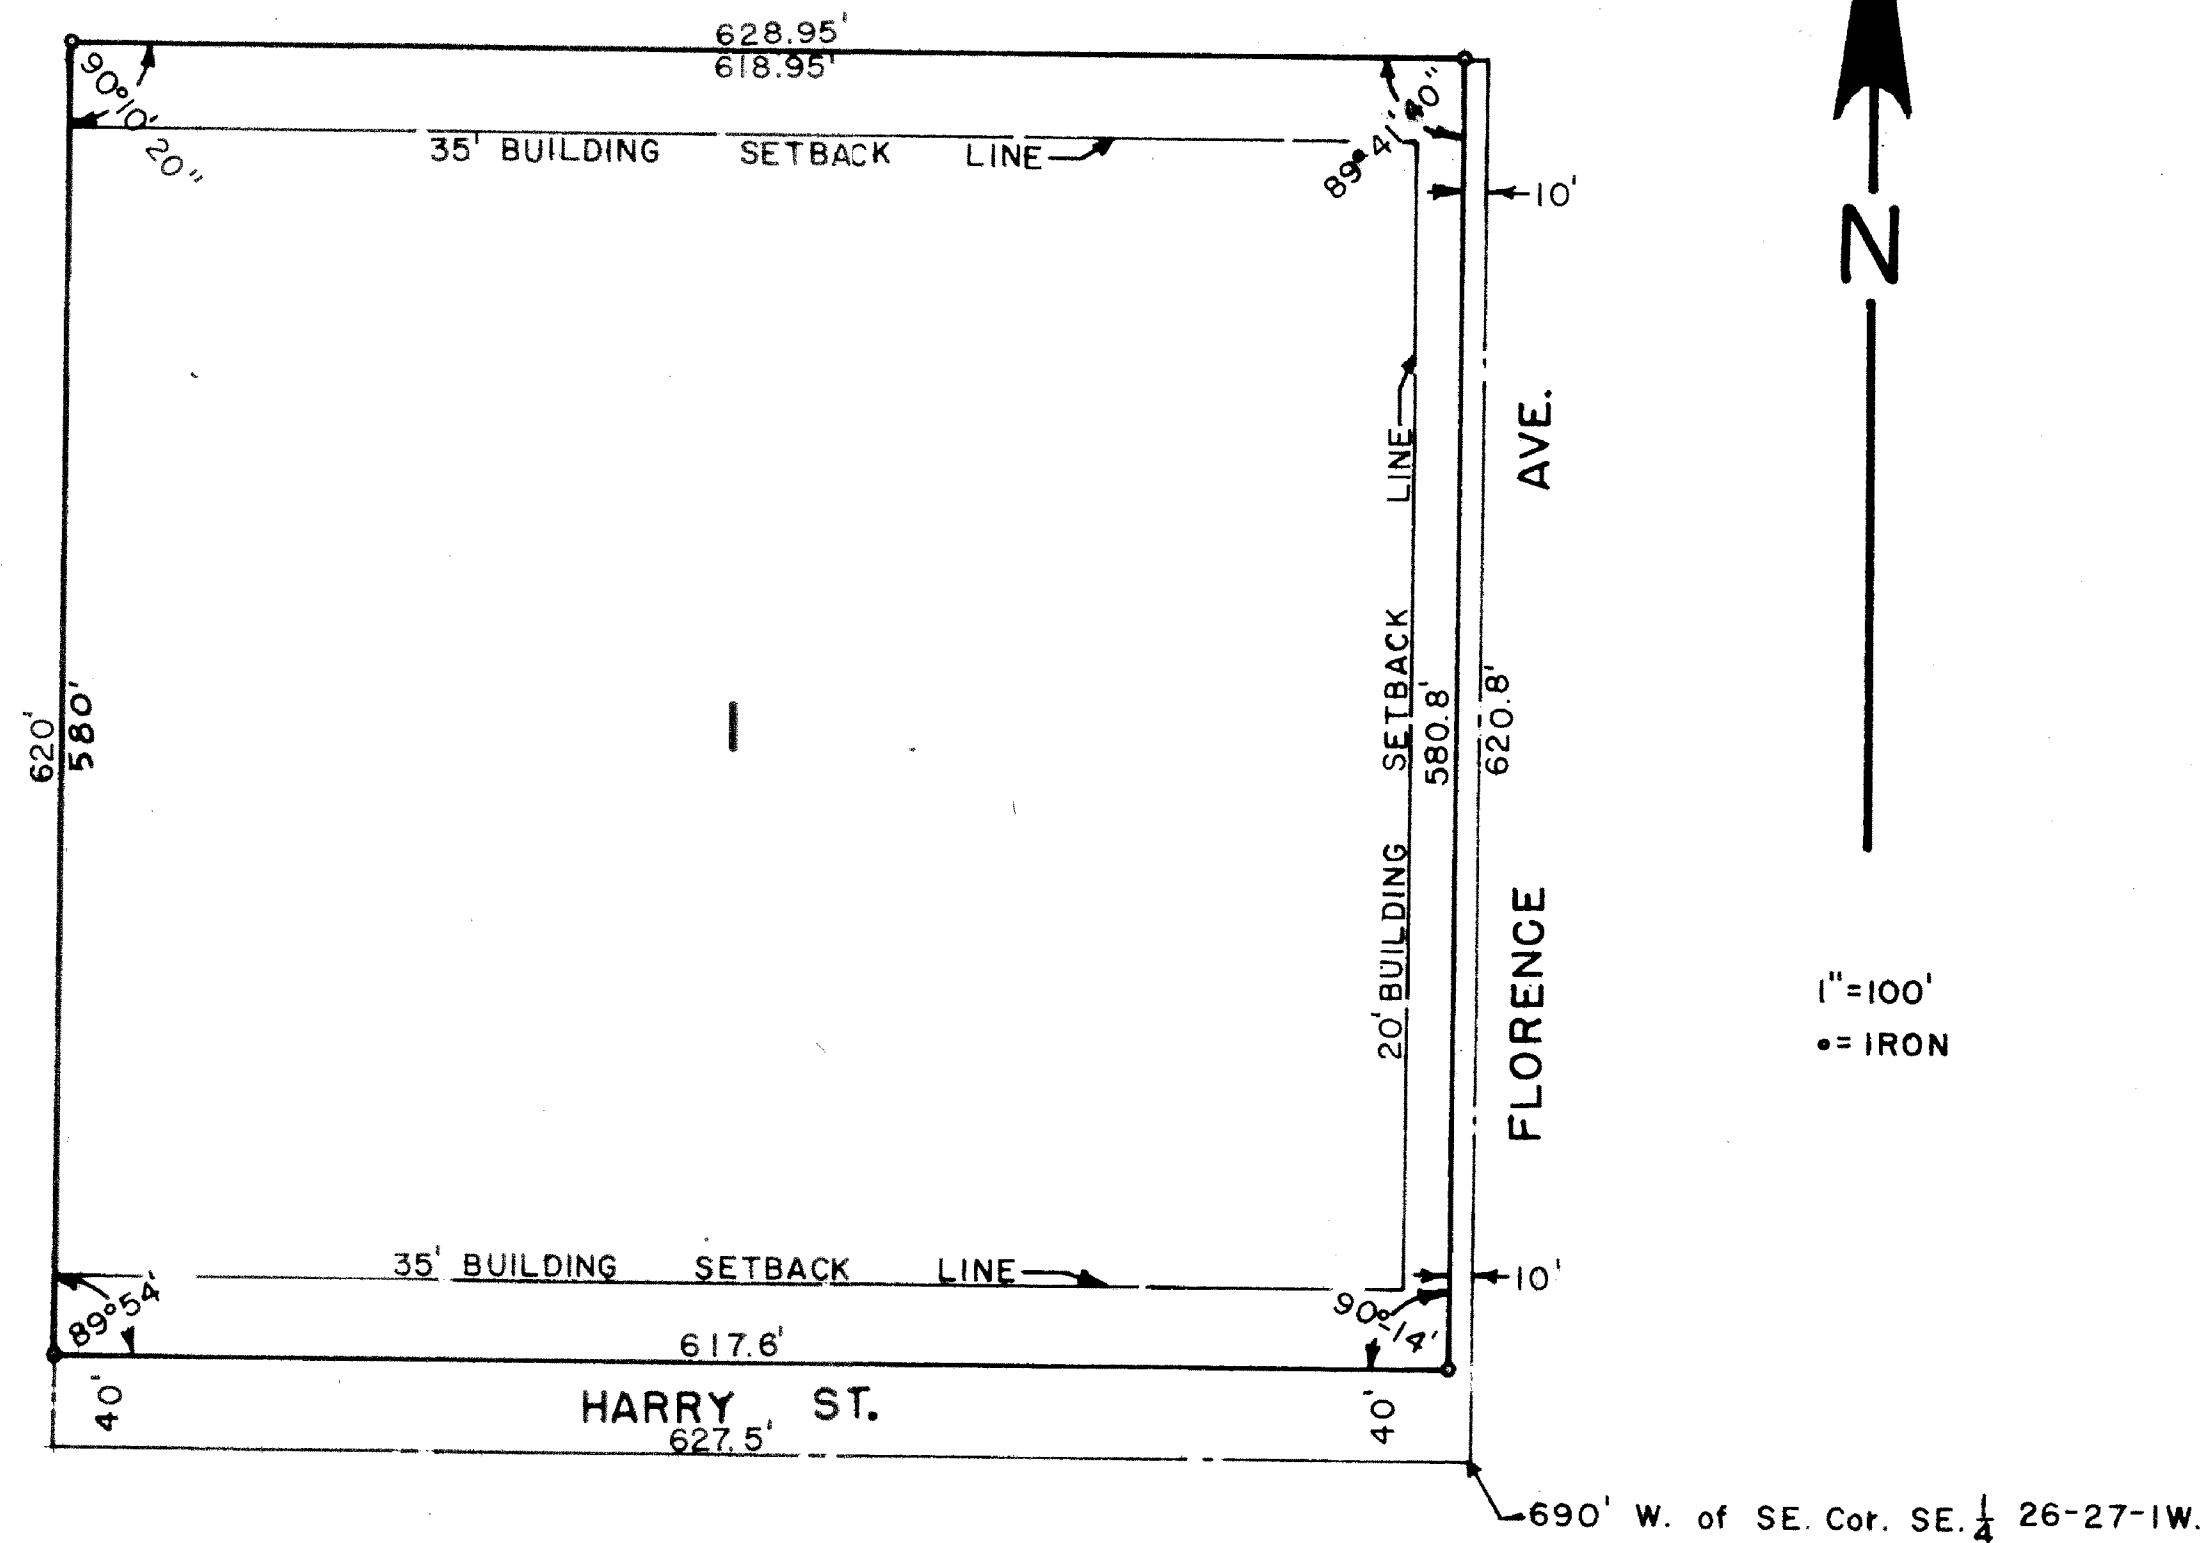 628.95'
618.95'
90°10' 20"
89°41' 40"
35' BUILDING SETBACK LINE
10'
N
20' BUILDING SETBACK LINE
FLORENCE AVE.
620'
580'
1
580.8'
620.8'
1"=100'
= IRON
35' BUILDING SETBACK LINE
10'
89°54'
90°-14'
617.6'
40'
HARRY ST.
40'
627.5'
690' W. of SE. Cor. SE. 1/4 26-27-1W.